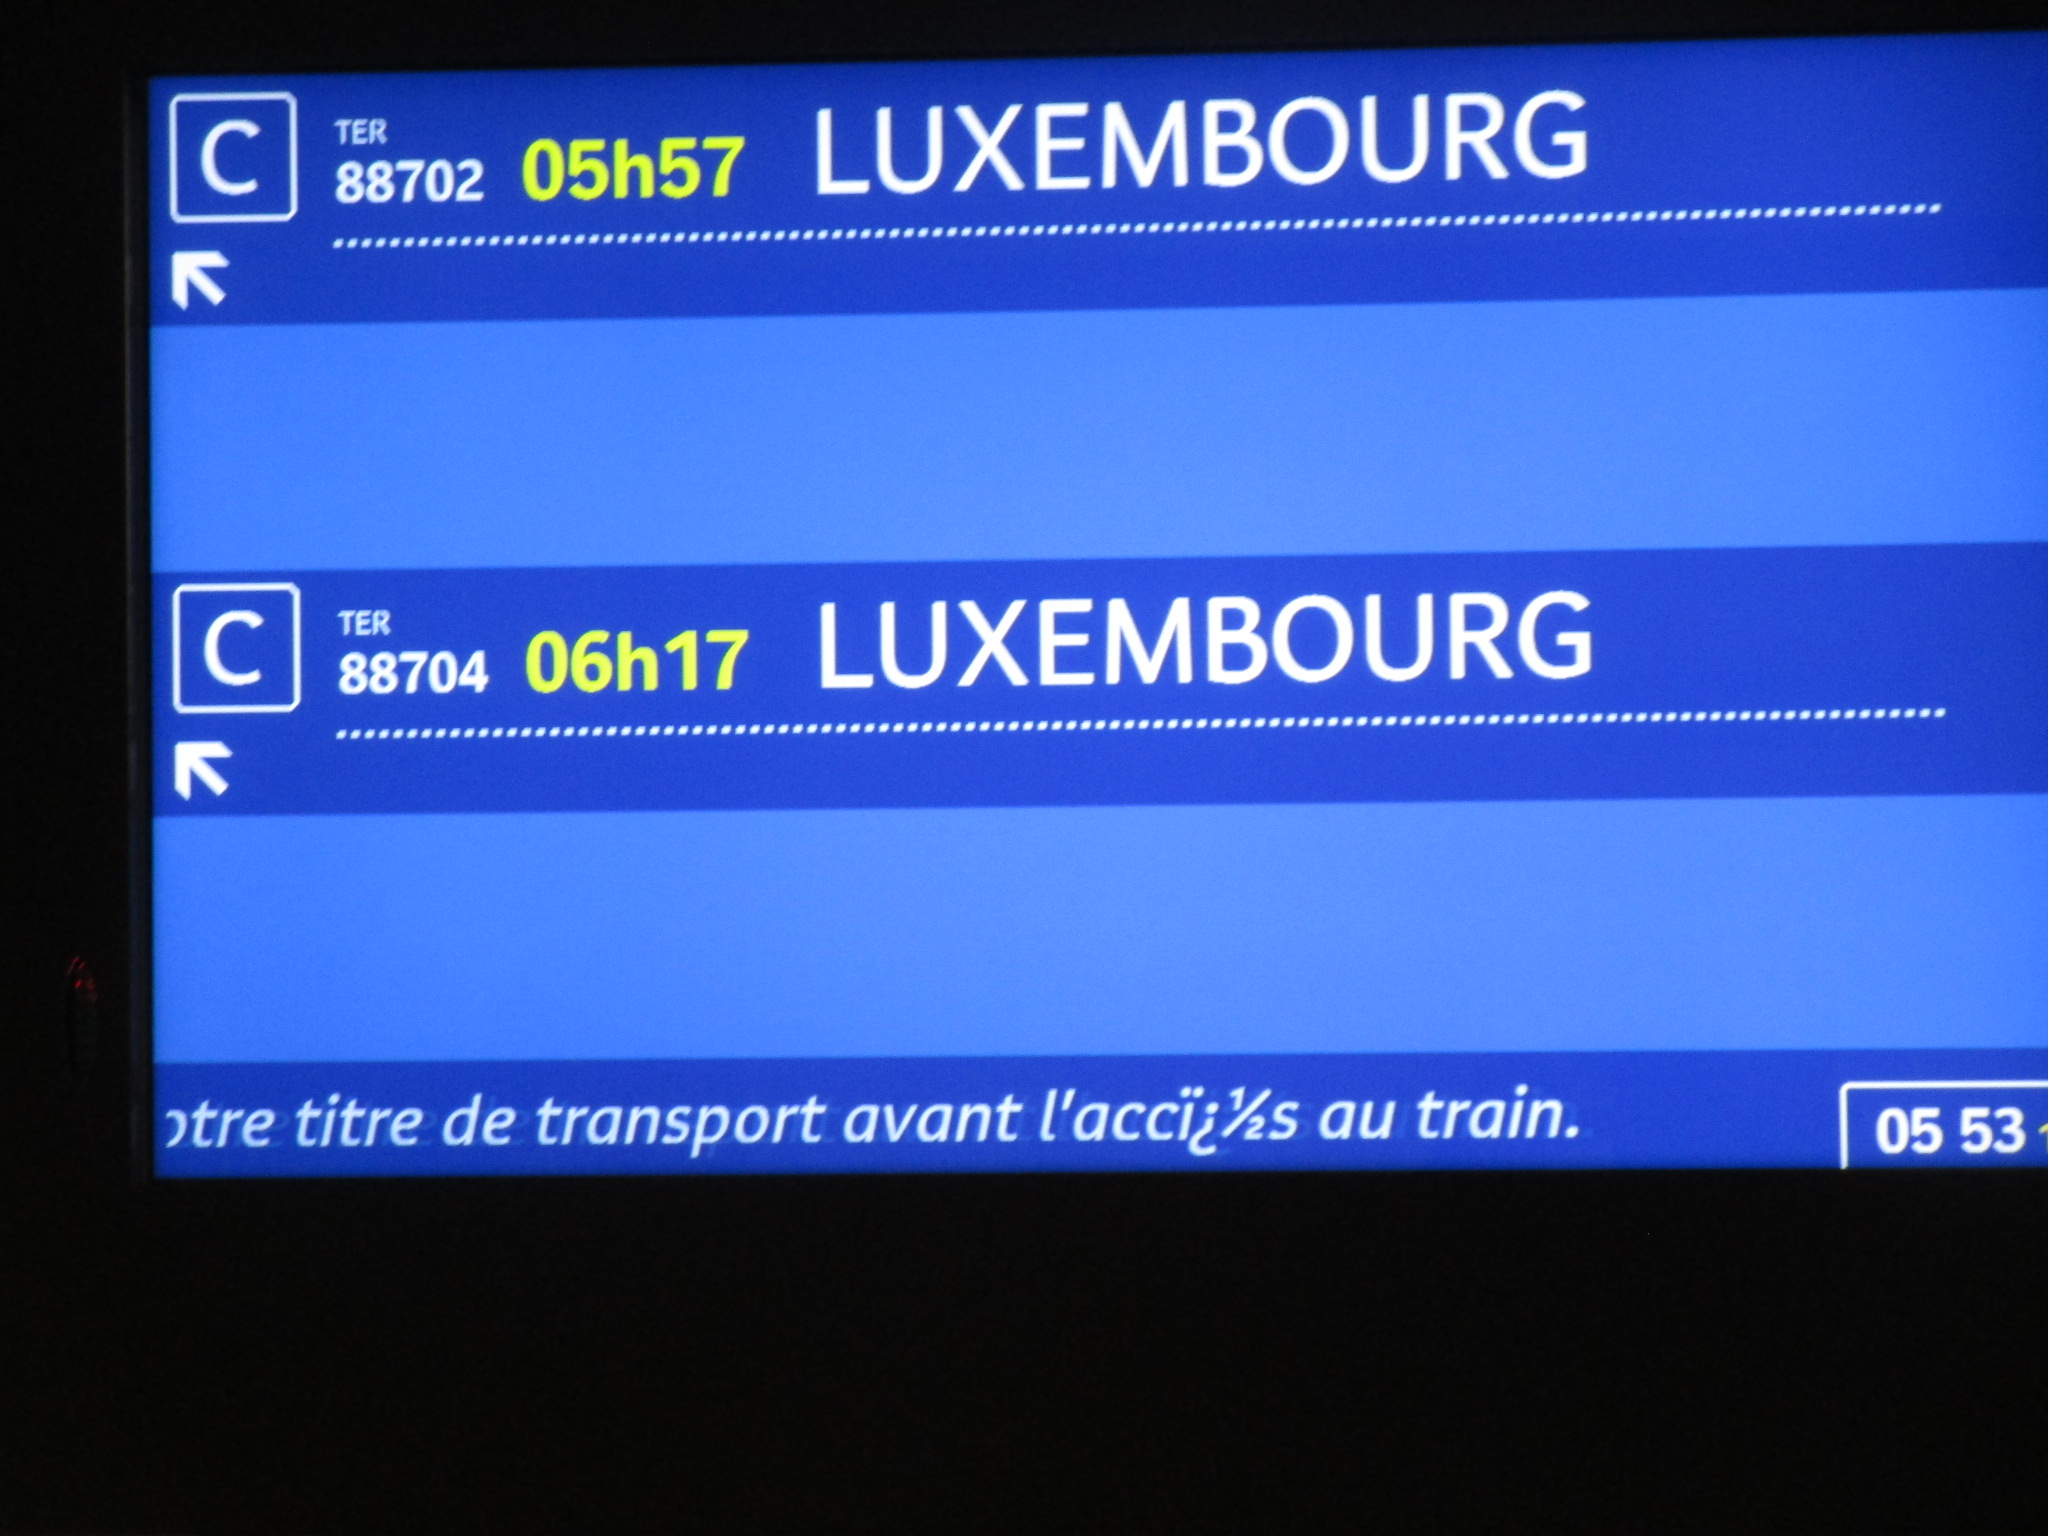 C
TER
88702 05h57 LUXEMBOURG
C
TER
88704 06h17 LUXEMBOURG
otre titre de transport avant l'accï¿½s au train.
05 53